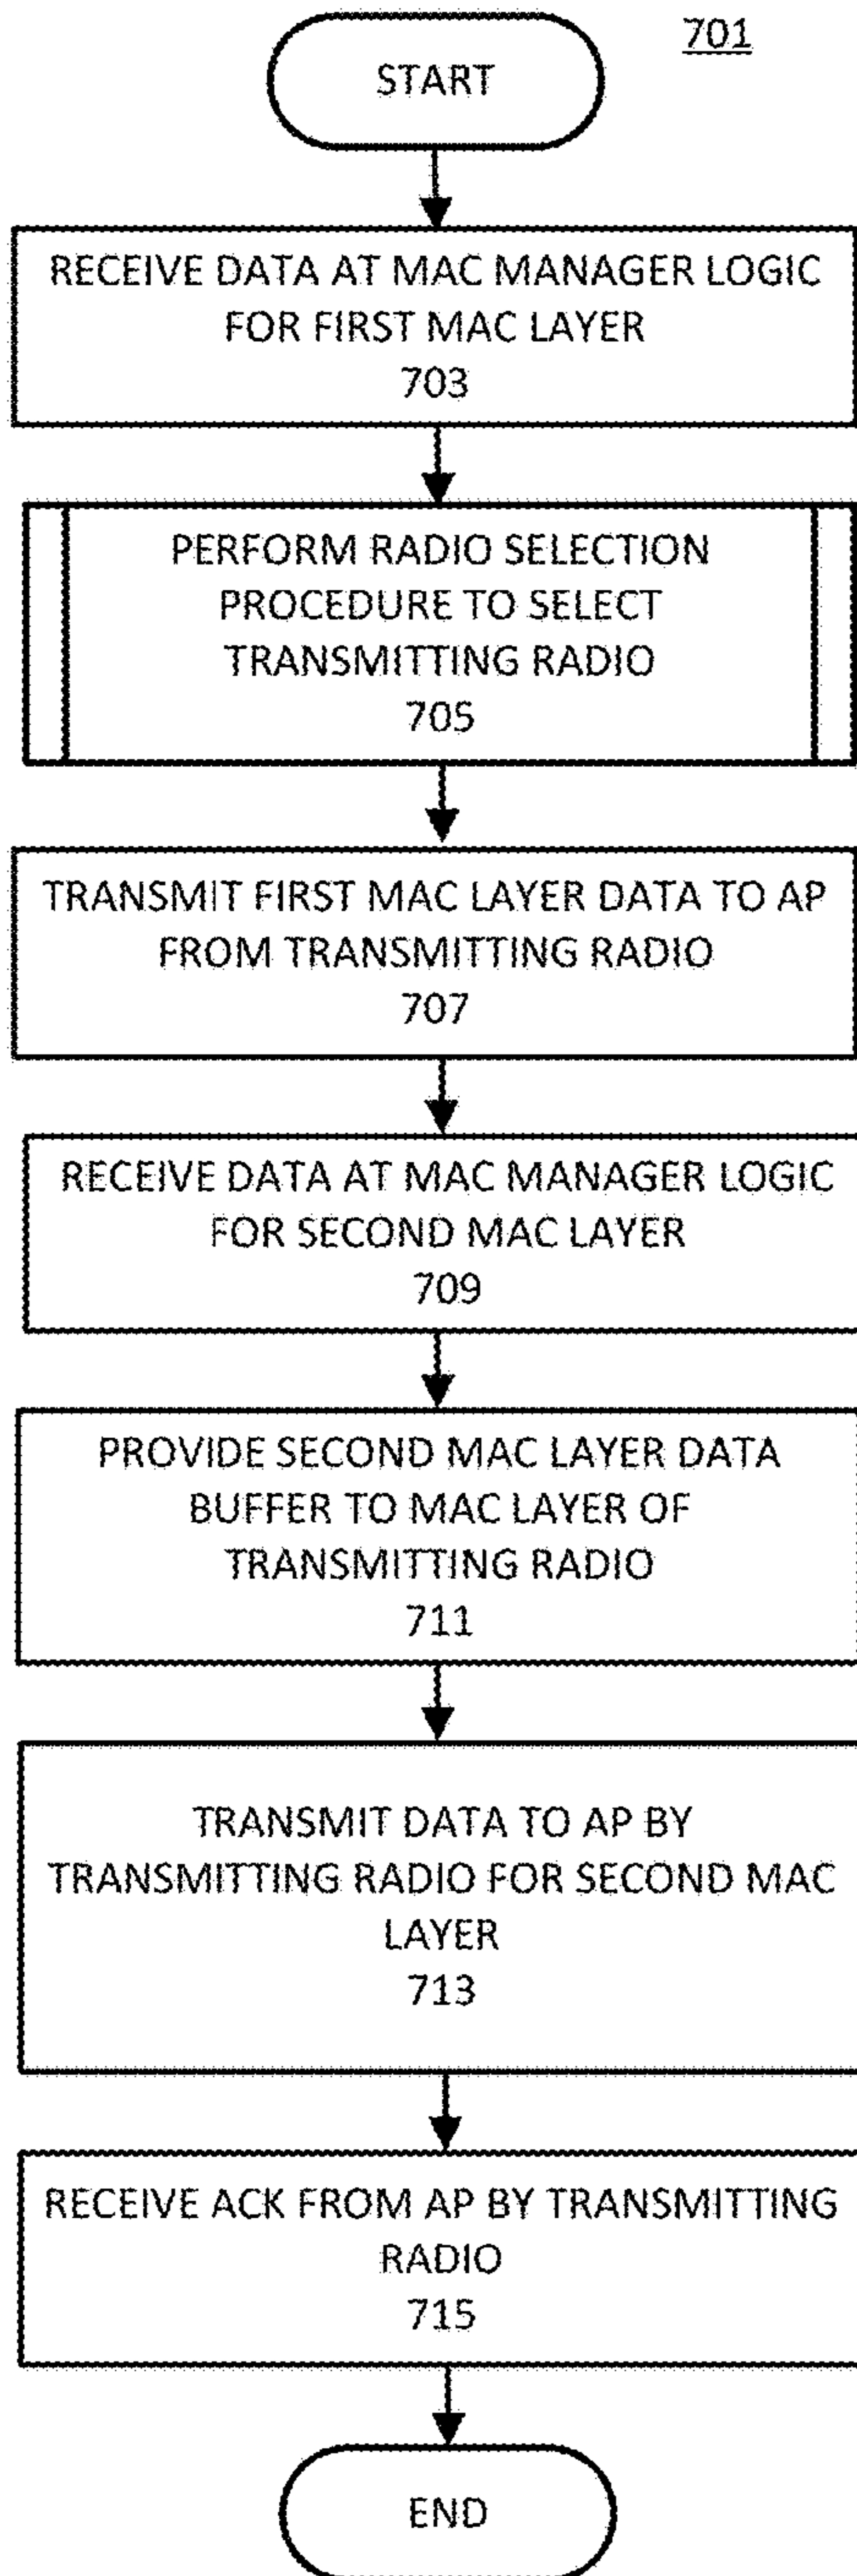 701
START
RECEIVE DATA AT MAC MANAGER LOGIC
FOR FIRST MAC LAYER
703
PERFORM RADIO SELECTION
PROCEDURE TO SELECT
TRANSMITTING RADIO
705
TRANSMIT FIRST MAC LAYER DATA TO AP
FROM TRANSMITTING RADIO
707
RECEIVE DATA AT MAC MANAGER LOGIC
FOR SECOND MAC LAYER
709
PROVIDE SECOND MAC LAYER DATA
BUFFER TO MAC LAYER OF
TRANSMITTING RADIO
711
TRANSMIT DATA TO AP BY
TRANSMITTING RADIO FOR SECOND MAC
LAYER
713
RECEIVE ACK FROM AP BY TRANSMITTING
RADIO
715
END